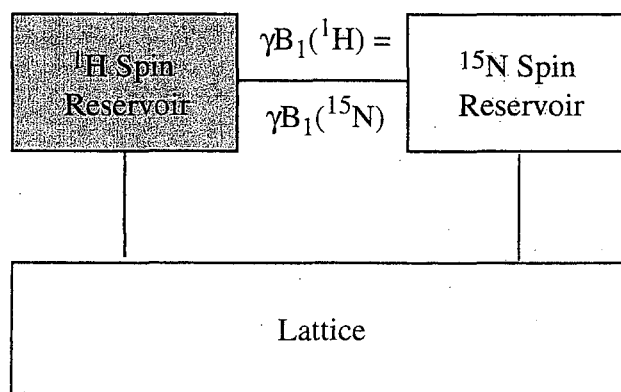 ¹H Spin
Reservoir
γB₁(¹H) =
γB₁(¹⁵N)
¹⁵N Spin
Reservoir
Lattice